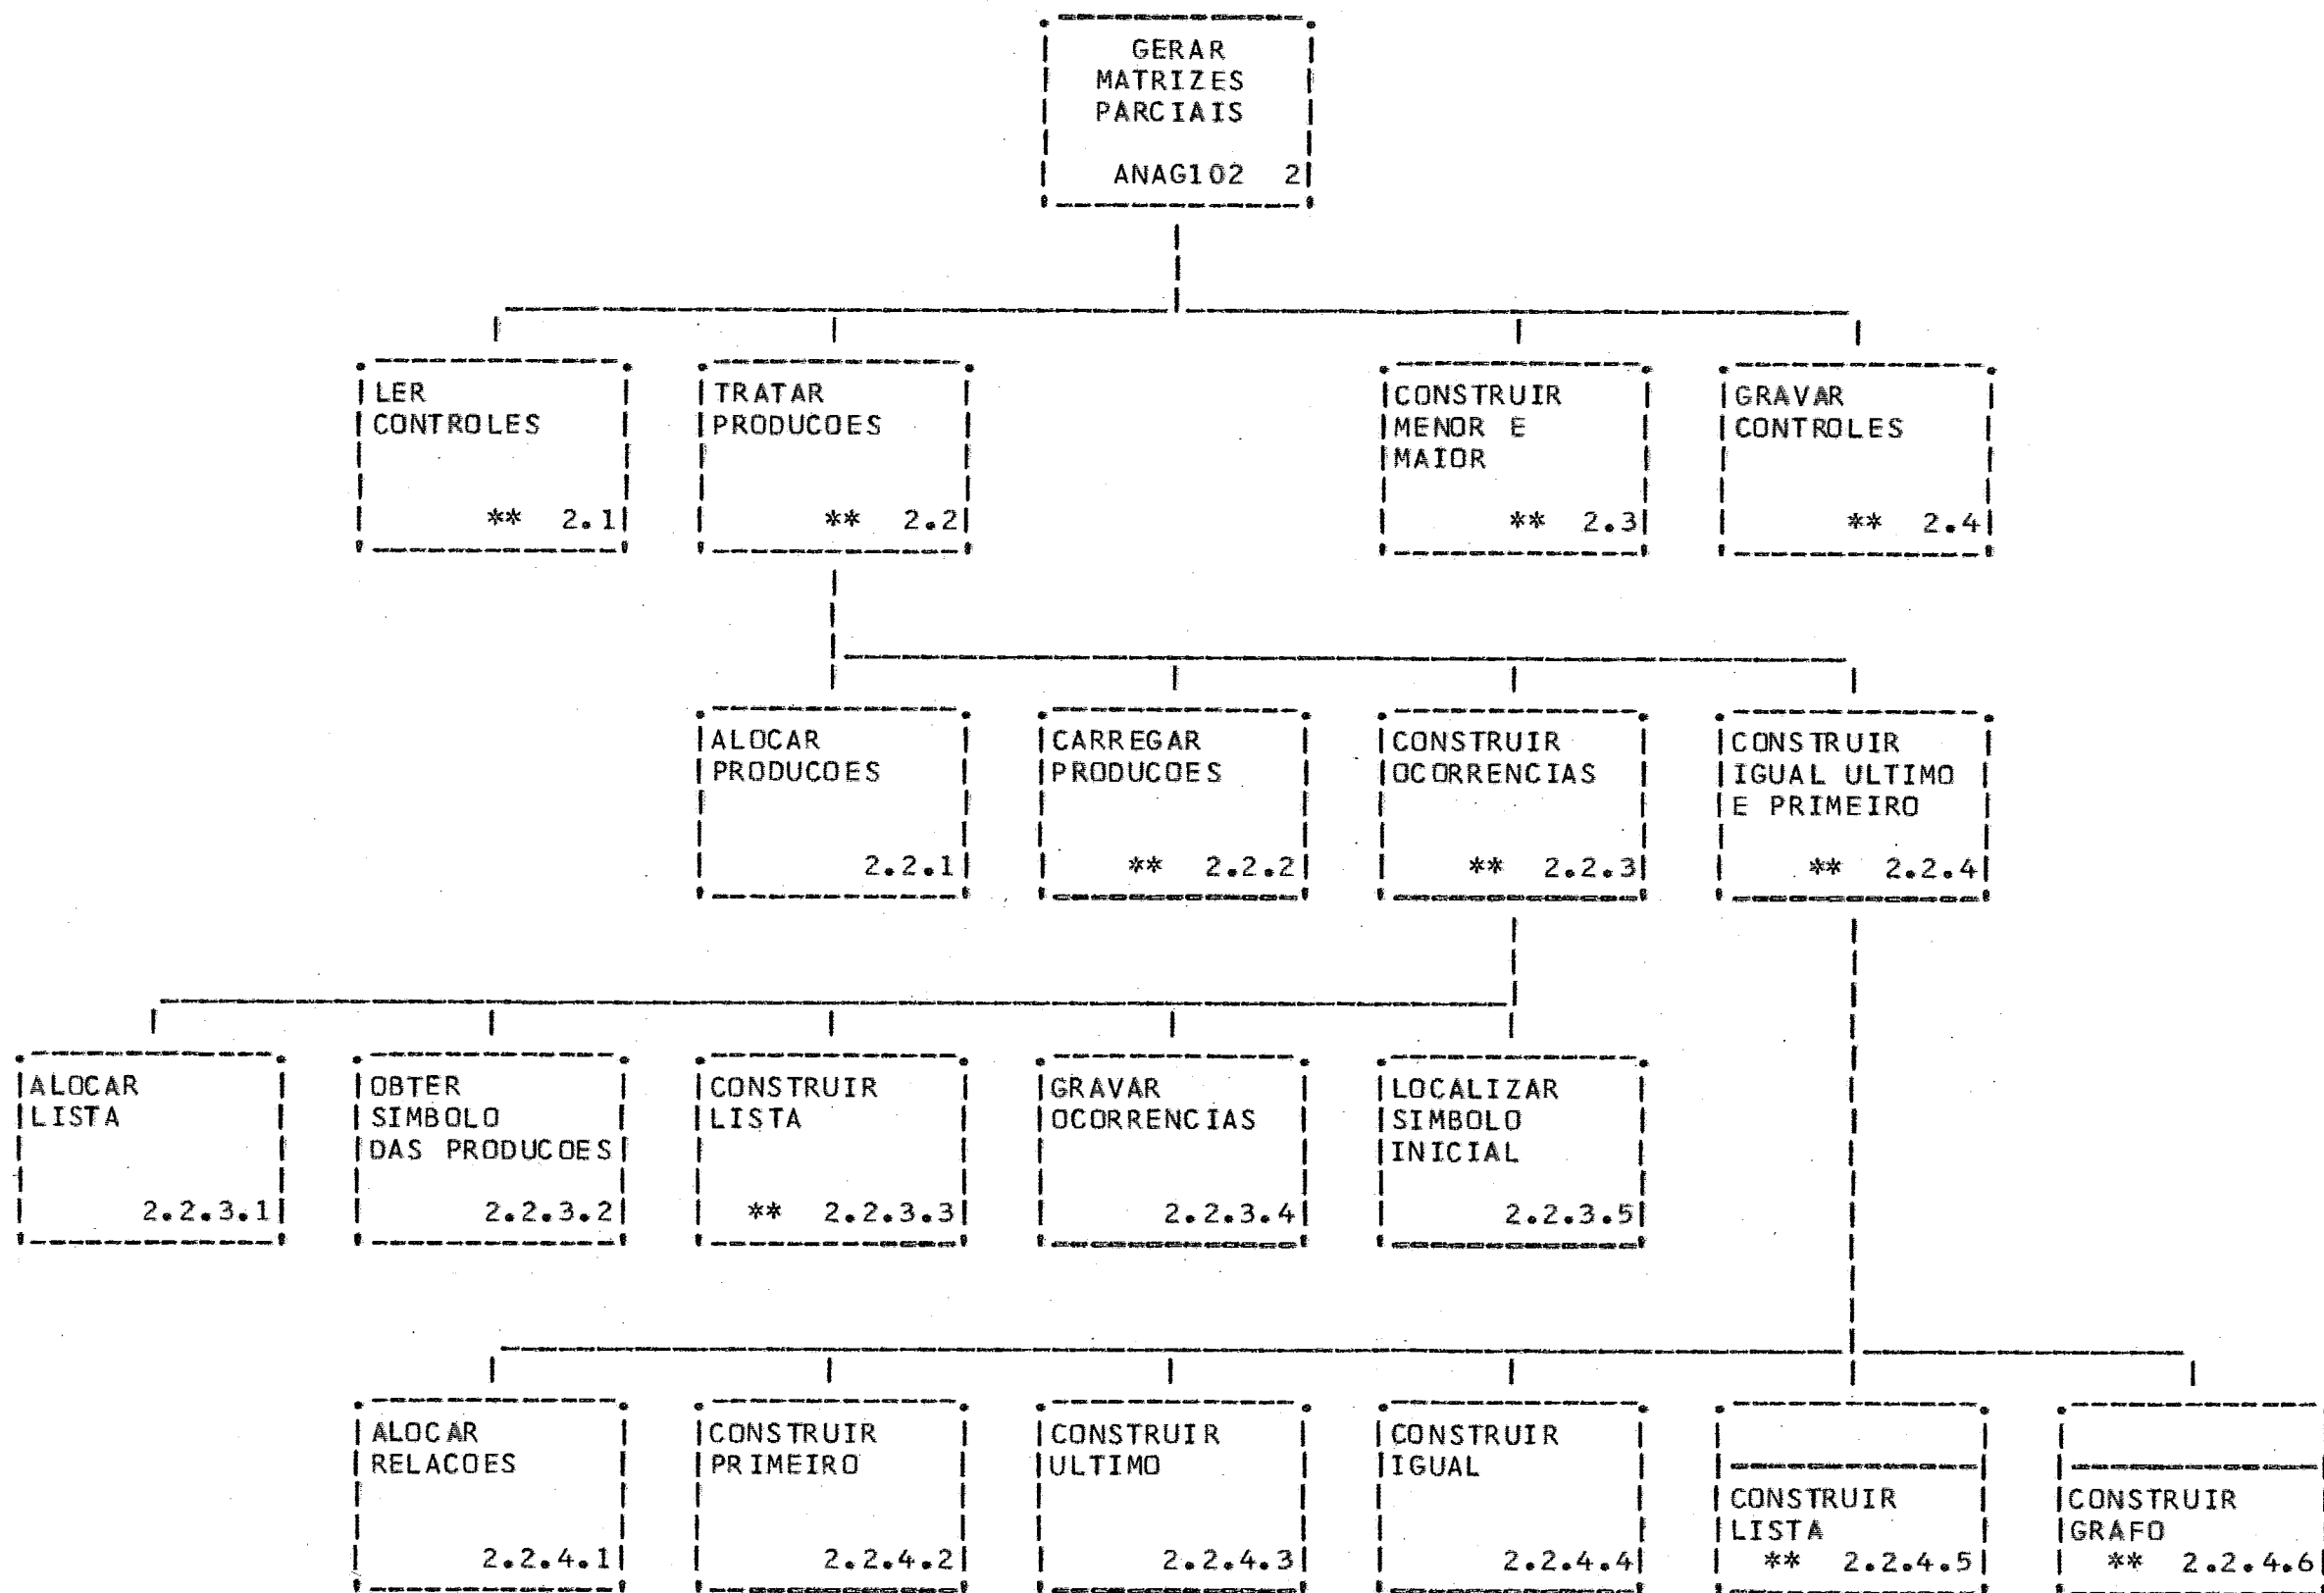 GERAR
MATRIZES
PARCIAIS
ANAG102 2
LER
CONTROLES
** 2.1
TRATAR
PRODUCOES
** 2.2
CONSTRUIR
MENOR E
MAIOR
** 2.3
GRAVAR
CONTROLES
** 2.4
ALOCAR
PRODUCOES
2.2.1
CARREGAR
PRODUCOES
** 2.2.2
CONSTRUIR
OCORRENCIAS
** 2.2.3
CONSTRUIR
IGUAL ULTIMO
E PRIMEIRO
** 2.2.4
ALOCAR
LISTA
2.2.3.1
OBTER
SIMBOLO
DAS PRODUCOES
2.2.3.2
CONSTRUIR
LISTA
** 2.2.3.3
GRAVAR
OCORRENCIAS
2.2.3.4
LOCALIZAR
SIMBOLO
INICIAL
2.2.3.5
ALOCAR
RELACOES
2.2.4.1
CONSTRUIR
PRIMEIRO
2.2.4.2
CONSTRUIR
ULTIMO
2.2.4.3
CONSTRUIR
IGUAL
2.2.4.4
CONSTRUIR
LISTA
** 2.2.4.5
CONSTRUIR
GRAFO
** 2.2.4.6